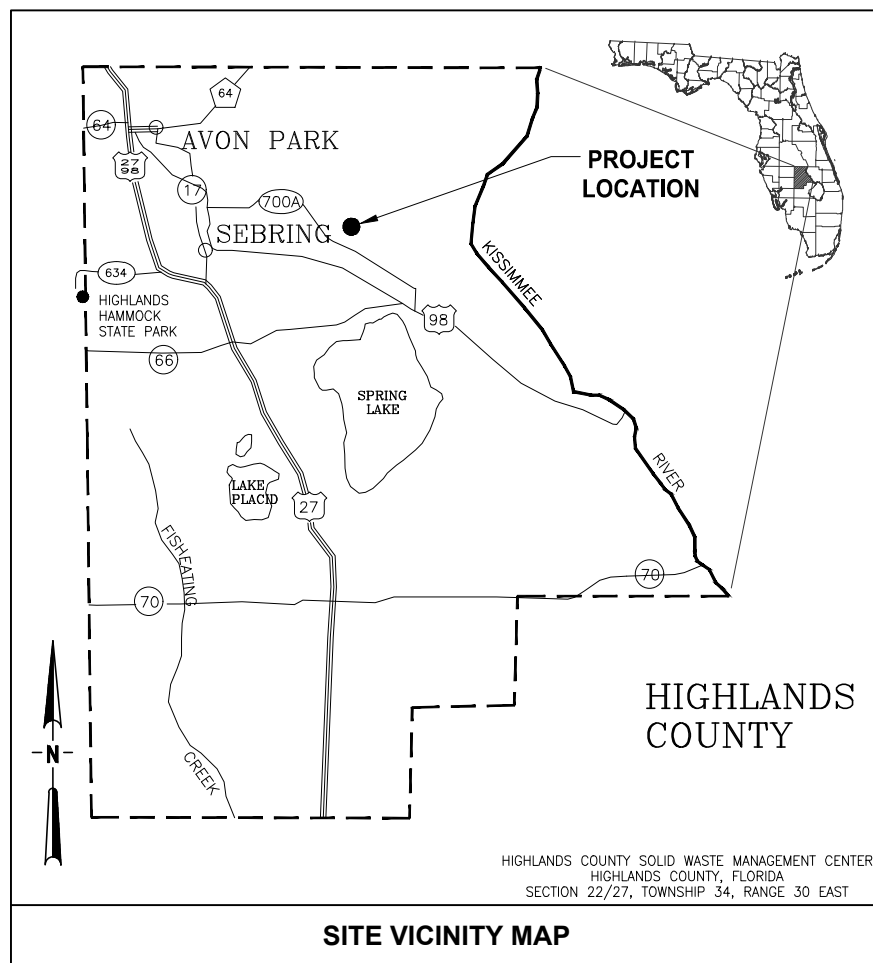 64
64
AVON PARK
27
98
17
700A
SEBRING
PROJECT
LOCATION
634
HIGHLANDS
HAMMOCK
STATE PARK
KISSIMMEE
98
66
SPRING
LAKE
LAKE
PLACID
27
RIVER
FISHEATING
70
70
HIGHLANDS
COUNTY
N
CREEK
HIGHLANDS COUNTY SOLID WASTE MANAGEMENT CENTER
HIGHLANDS COUNTY, FLORIDA
SECTION 22/27, TOWNSHIP 34, RANGE 30 EAST
SITE VICINITY MAP